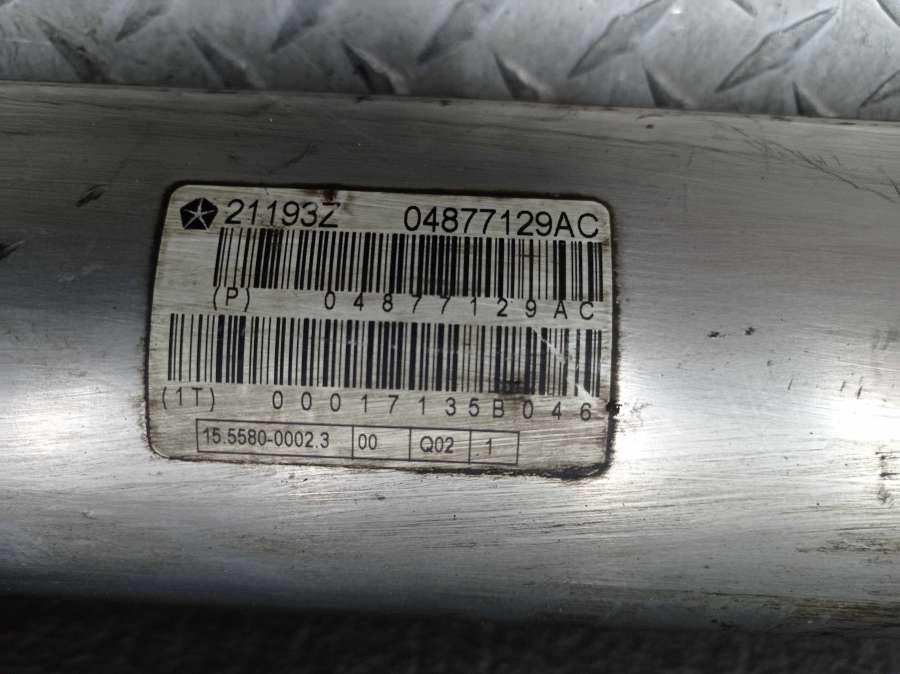 21193Z 04877129AC
(P) 04877129AC
(1T) 00017135B046
15.5580-0002.3 00 Q02 1